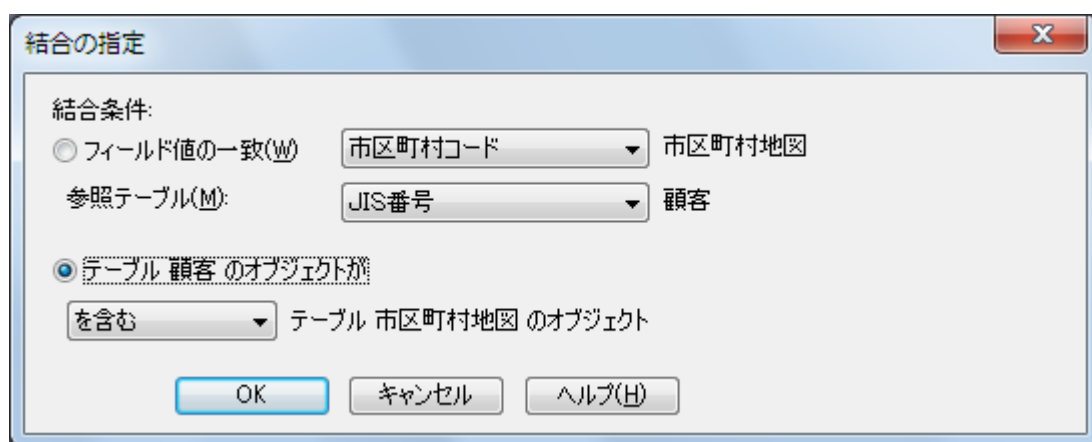 結合の指定
結合条件:
フィールド値の一致(W) 市区町村コード 市区町村地図
参照テーブル(M): JIS番号 顧客
テーブル 顧客 のオブジェクトが
を含む テーブル 市区町村地図 のオブジェクト
OK キャンセル ヘルプ(H)